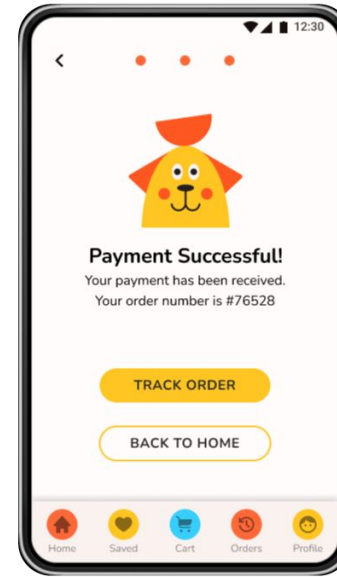 12:30
Payment Successful!
Your payment has been received.
Your order number is #76528
TRACK ORDER
BACK TO HOME
Home Saved Cart Orders Profile